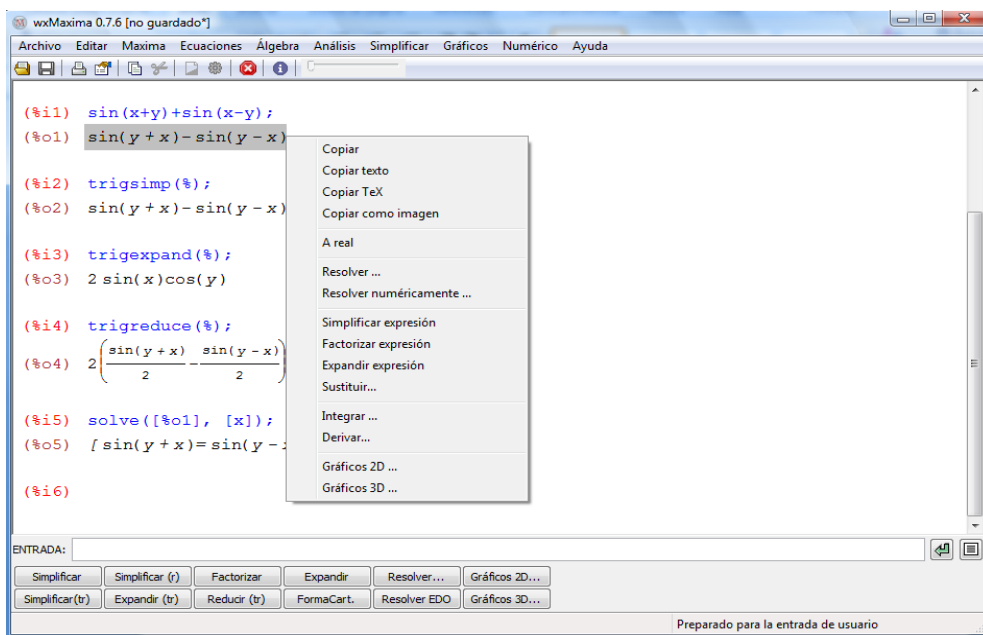 wxMaxima 0.7.6 [no guardado*]
Archivo Editar Maxima Ecuaciones Álgebra Análisis Simplificar Gráficos Numérico Ayuda
(%i1) sin(x+y)+sin(x-y);
(%o1) sin(y+x)-sin(y-x)
(%i2) trigsimp(%);
(%o2) sin(y+x)-sin(y-x)
(%i3) trigexpand(%);
(%o3) 2 sin(x)cos(y)
(%i4) trigreduce(%);
(%o4) 2(sin(y+x)/2-sin(y-x)/2)
(%i5) solve([%o1], [x]);
(%o5) [sin(y+x)=sin(y-
(%i6)
Copiar
Copiar texto
Copiar TeX
Copiar como imagen
A real
Resolver ...
Resolver numéricamente ...
Simplificar expresión
Factorizar expresión
Expandir expresión
Sustituir...
Integrar ...
Derivar...
Gráficos 2D ...
Gráficos 3D ...
ENTRADA:
Simplificar Simplificar (r) Factorizar Expandir Resolver... Gráficos 2D...
Simplificar(tr) Expandir (tr) Reducir (tr) FormaCart. Resolver EDO Gráficos 3D...
Preparado para la entrada de usuario